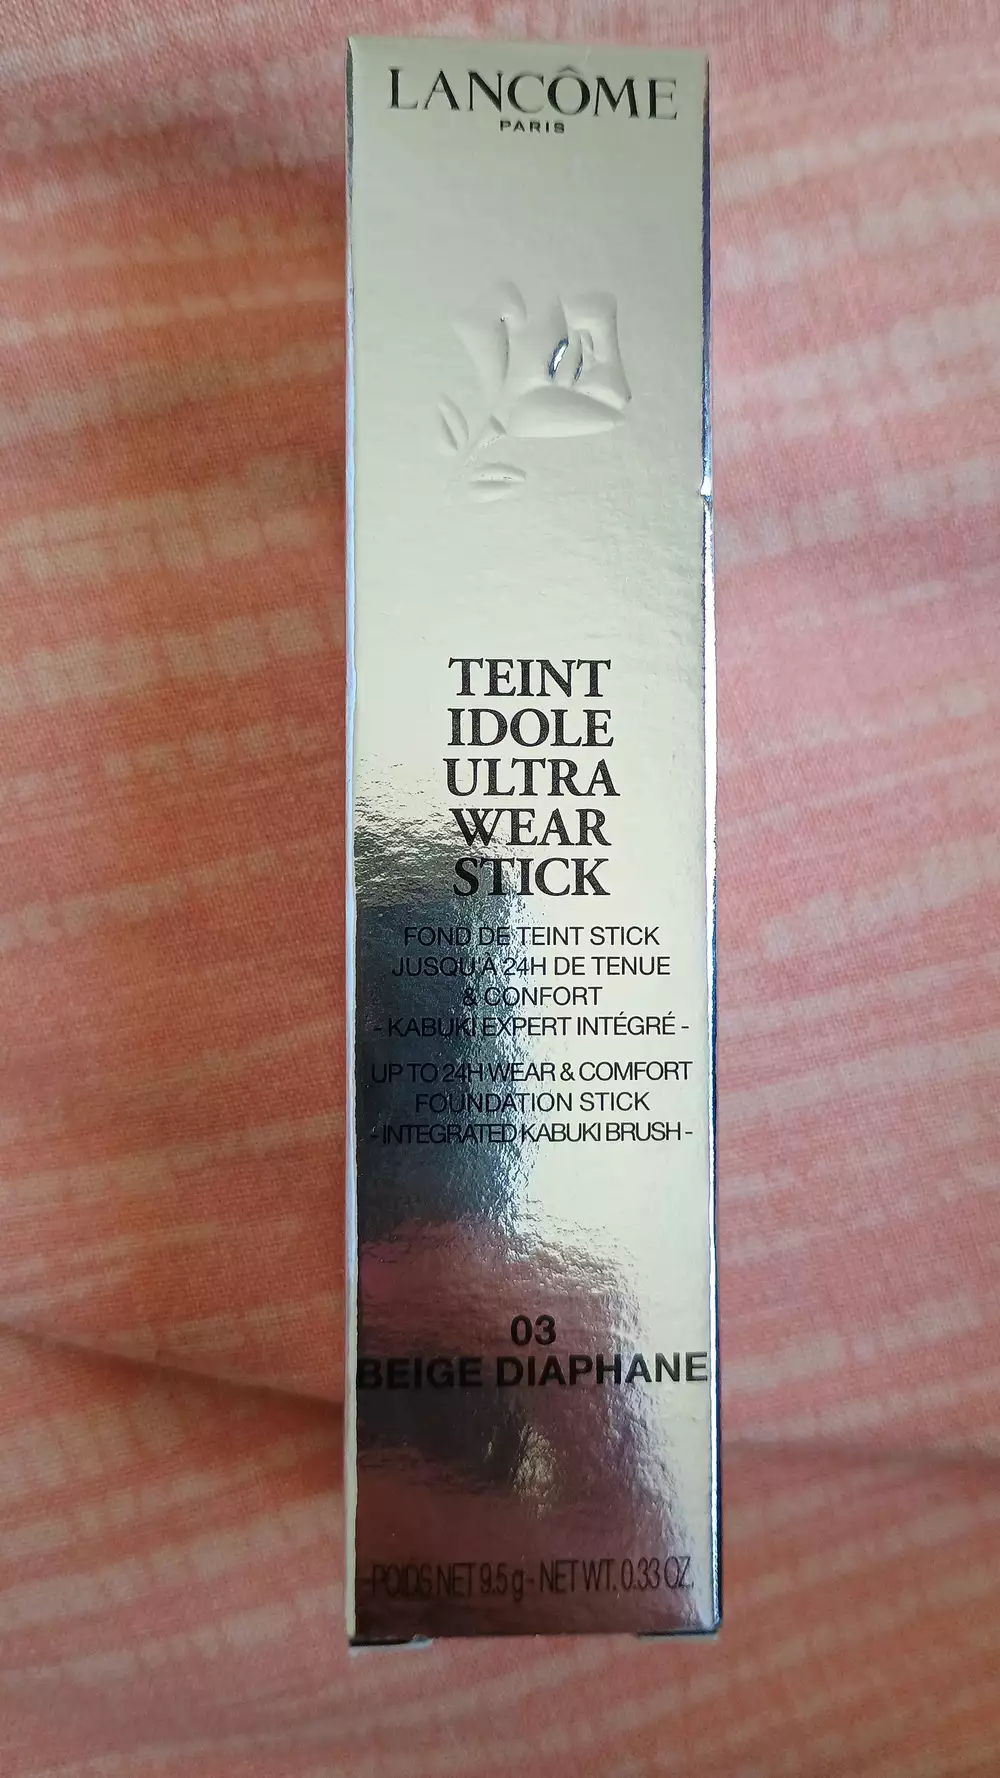 LANCÔME
PARIS
TEINT
IDOLE
ULTRA
WEAR
STICK
FOND DE TEINT STICK
JUSQU'À 24H DE TENUE
& CONFORT
- KABUKI EXPERT INTÉGRÉ -
UP TO 24H WEAR & COMFORT
FOUNDATION STICK
- INTEGRATED KABUKI BRUSH -
03
BEIGE DIAPHANE
POIDS NET 9.5 g - NET WT. 0.33 OZ.